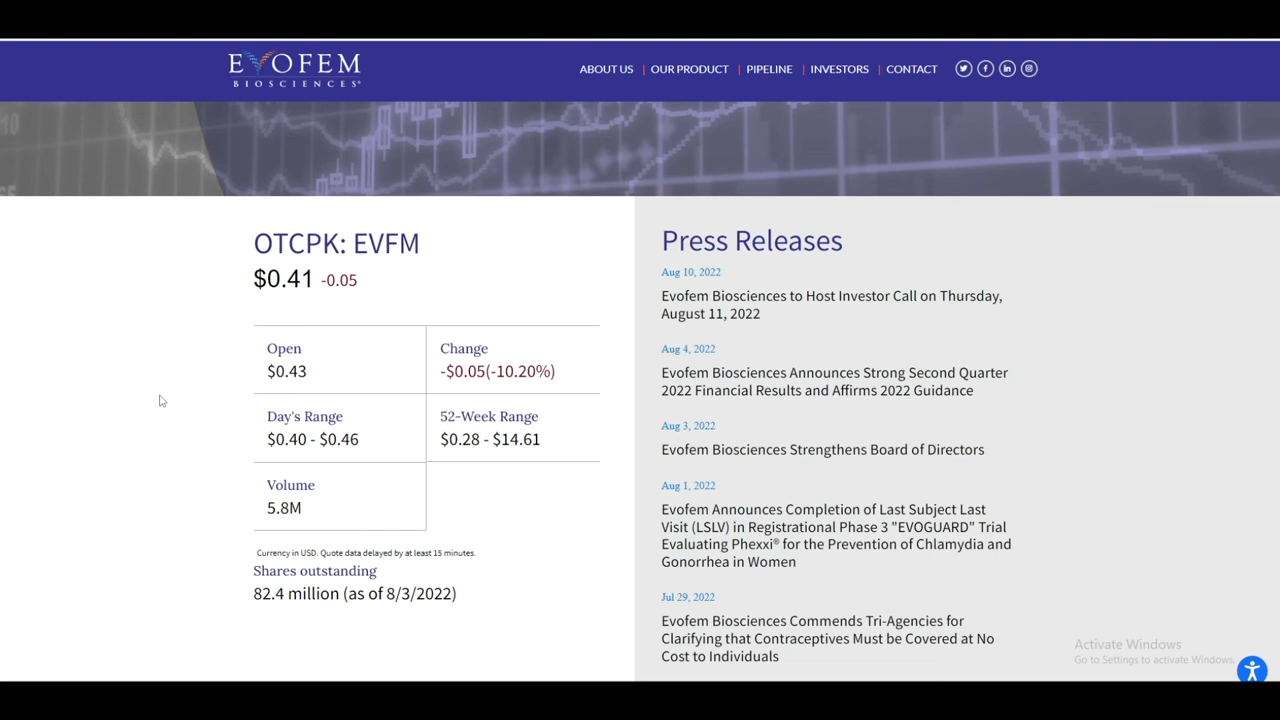 EVOFEM
BIOSCIENCES®
ABOUT US | OUR PRODUCT | PIPELINE | INVESTORS | CONTACT
OTCPK: EVFM
$0.41 -0.05
Open
$0.43
Change
-$0.05(-10.20%)
Day's Range
$0.40 - $0.46
52-Week Range
$0.28 - $14.61
Volume
5.8M
Currency in USD. Quote data delayed by at least 15 minutes.
Shares outstanding
82.4 million (as of 8/3/2022)
Press Releases
Aug 10, 2022
Evofem Biosciences to Host Investor Call on Thursday,
August 11, 2022
Aug 4, 2022
Evofem Biosciences Announces Strong Second Quarter
2022 Financial Results and Affirms 2022 Guidance
Aug 3, 2022
Evofem Biosciences Strengthens Board of Directors
Aug 1, 2022
Evofem Announces Completion of Last Subject Last
Visit (LSLV) in Registrational Phase 3 "EVOGUARD" Trial
Evaluating Phexxi® for the Prevention of Chlamydia and
Gonorrhea in Women
Jul 29, 2022
Evofem Biosciences Commends Tri-Agencies for
Clarifying that Contraceptives Must be Covered at No
Cost to Individuals
Activate Windows
Go to Settings to activate Windows.